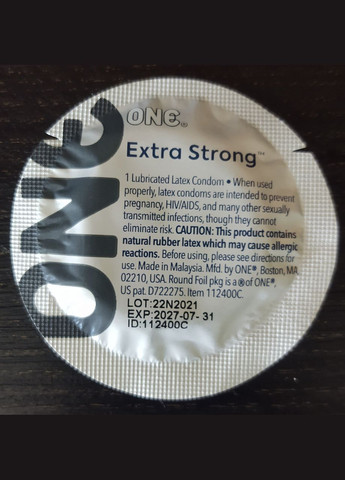 ONE
ONE®
Extra Strong™
1 Lubricated Latex Condom • When used
properly, latex condoms are intended to prevent
pregnancy, HIV/AIDS, and many other sexually
transmitted infections, though they cannot
eliminate risk. CAUTION: This product contains
natural rubber latex which may cause allergic
reactions. Before using, please see directions for
use. Made in Malaysia. Mfd. by ONE®, Boston, MA
02210, USA. Round Foil pkg is a ® of ONE®,
US pat. D722275. Item 112400C.
LOT:22N2021
EXP:2027-07-31
ID:112400C